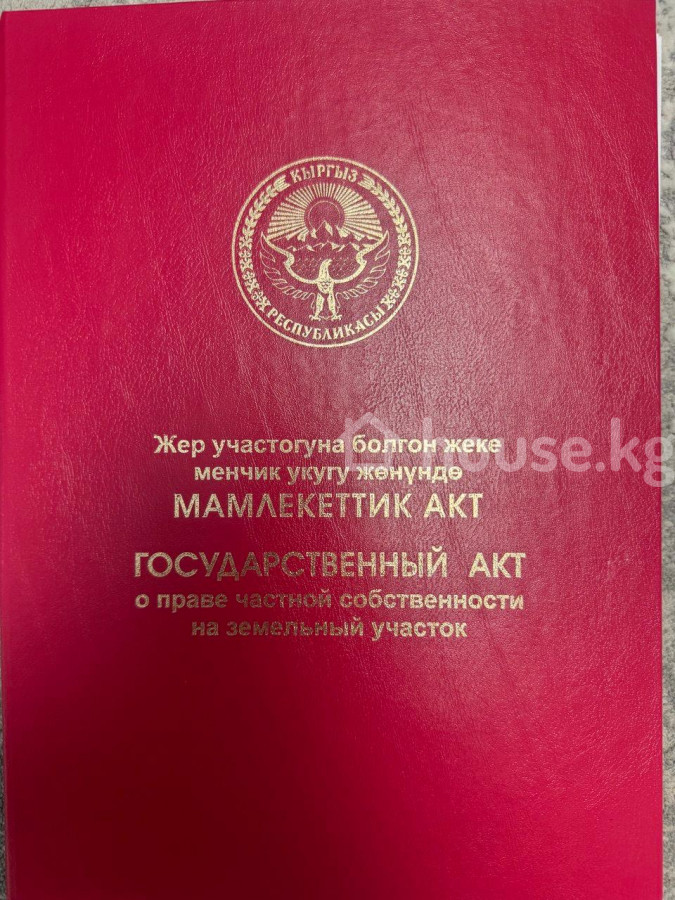 КЫРГЫЗ
РЕСПУБЛИКАСЫ
Жер участогуна болгон жеке
менчик укугу жөнүндө
МАМЛЕКЕТТИК АКТ
house.kg
ГОСУДАРСТВЕННЫЙ АКТ
о праве частной собственности
на земельный участок